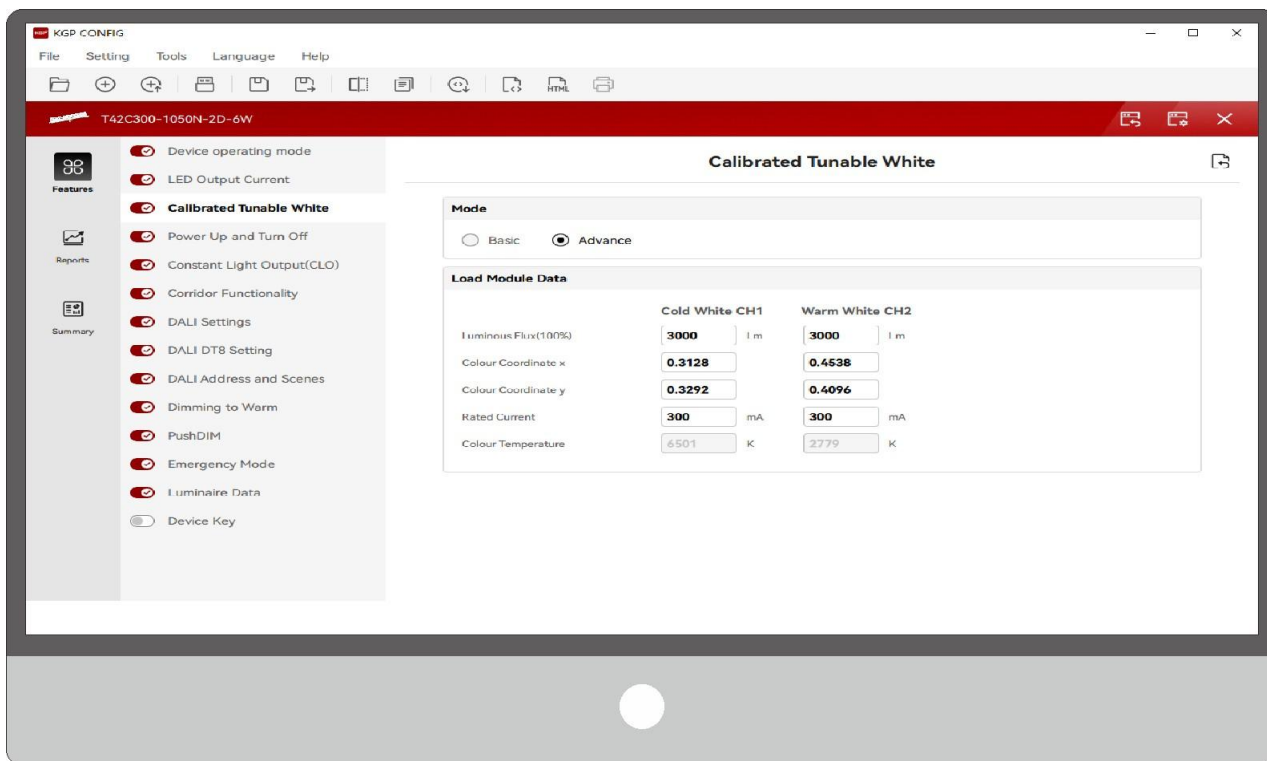 KGP KGP CONFIG
File Setting Tools Language Help
HTML
T42C300-1050N-2D-6W
Features
Reports
Summary
Device operating mode
LED Output Current
Calibrated Tunable White
Power Up and Turn Off
Constant Light Output(CLO)
Corridor Functionality
DALI Settings
DALI DT8 Setting
DALI Address and Scenes
Dimming to Warm
PushDIM
Emergency Mode
Luminaire Data
Device Key
Calibrated Tunable White
Mode
Basic Advance
Load Module Data
Cold White CH1 Warm White CH2
Luminous Flux(100%) 3000 Lm 3000 Lm
Colour Coordinate x 0.3128 0.4538
Colour Coordinate y 0.3292 0.4096
Rated Current 300 mA 300 mA
Colour Temperature 6501 K 2779 K